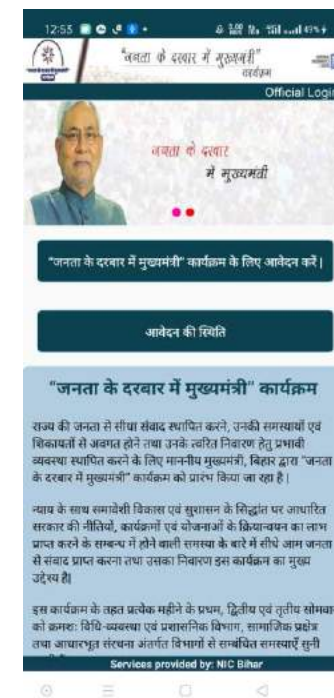 12:53
49%
"जनता के दरबार में मुख्यमंत्री"
कार्यक्रम
Official Login
जनता के दरबार
में मुख्यमंत्री
"जनता के दरबार में मुख्यमंत्री" कार्यक्रम के लिए आवेदन करें |
आवेदन की स्थिति
"जनता के दरबार में मुख्यमंत्री" कार्यक्रम
राज्य की जनता से सीधा संवाद स्थापित करने, उनकी समस्यायों एवं
शिकायतों से अवगत होने तथा उनके त्वरित निवारण हेतु प्रभावी
व्यवस्था स्थापित करने के लिए माननीय मुख्यमंत्री, बिहार द्वारा "जनता
के दरबार में मुख्यमंत्री" कार्यक्रम को प्रारंभ किया जा रहा है |
न्याय के साथ समावेशी विकास एवं सुशासन के सिद्धांत पर आधारित
सरकार की नीतियों, कार्यक्रमों एवं योजनाओं के क्रियान्वयन का लाभ
प्राप्त करने के सम्बन्ध में होने वाली समस्या के बारे में सीधे आम जनता
से संवाद प्राप्त करना तथा उसका निवारण इस कार्यक्रम का मुख्य
उद्देश्य है|
इस कार्यक्रम के तहत प्रत्येक महीने के प्रथम, द्वितीय एवं तृतीय सोमवा
को क्रमशः विधि-व्यवस्था एवं प्रशासनिक विभाग, सामाजिक प्रक्षेत्र
तथा आधारभूत संरचना अंतर्गत विभागों से सम्बंधित समस्याएँ सुनी
Services provided by: NIC Bihar